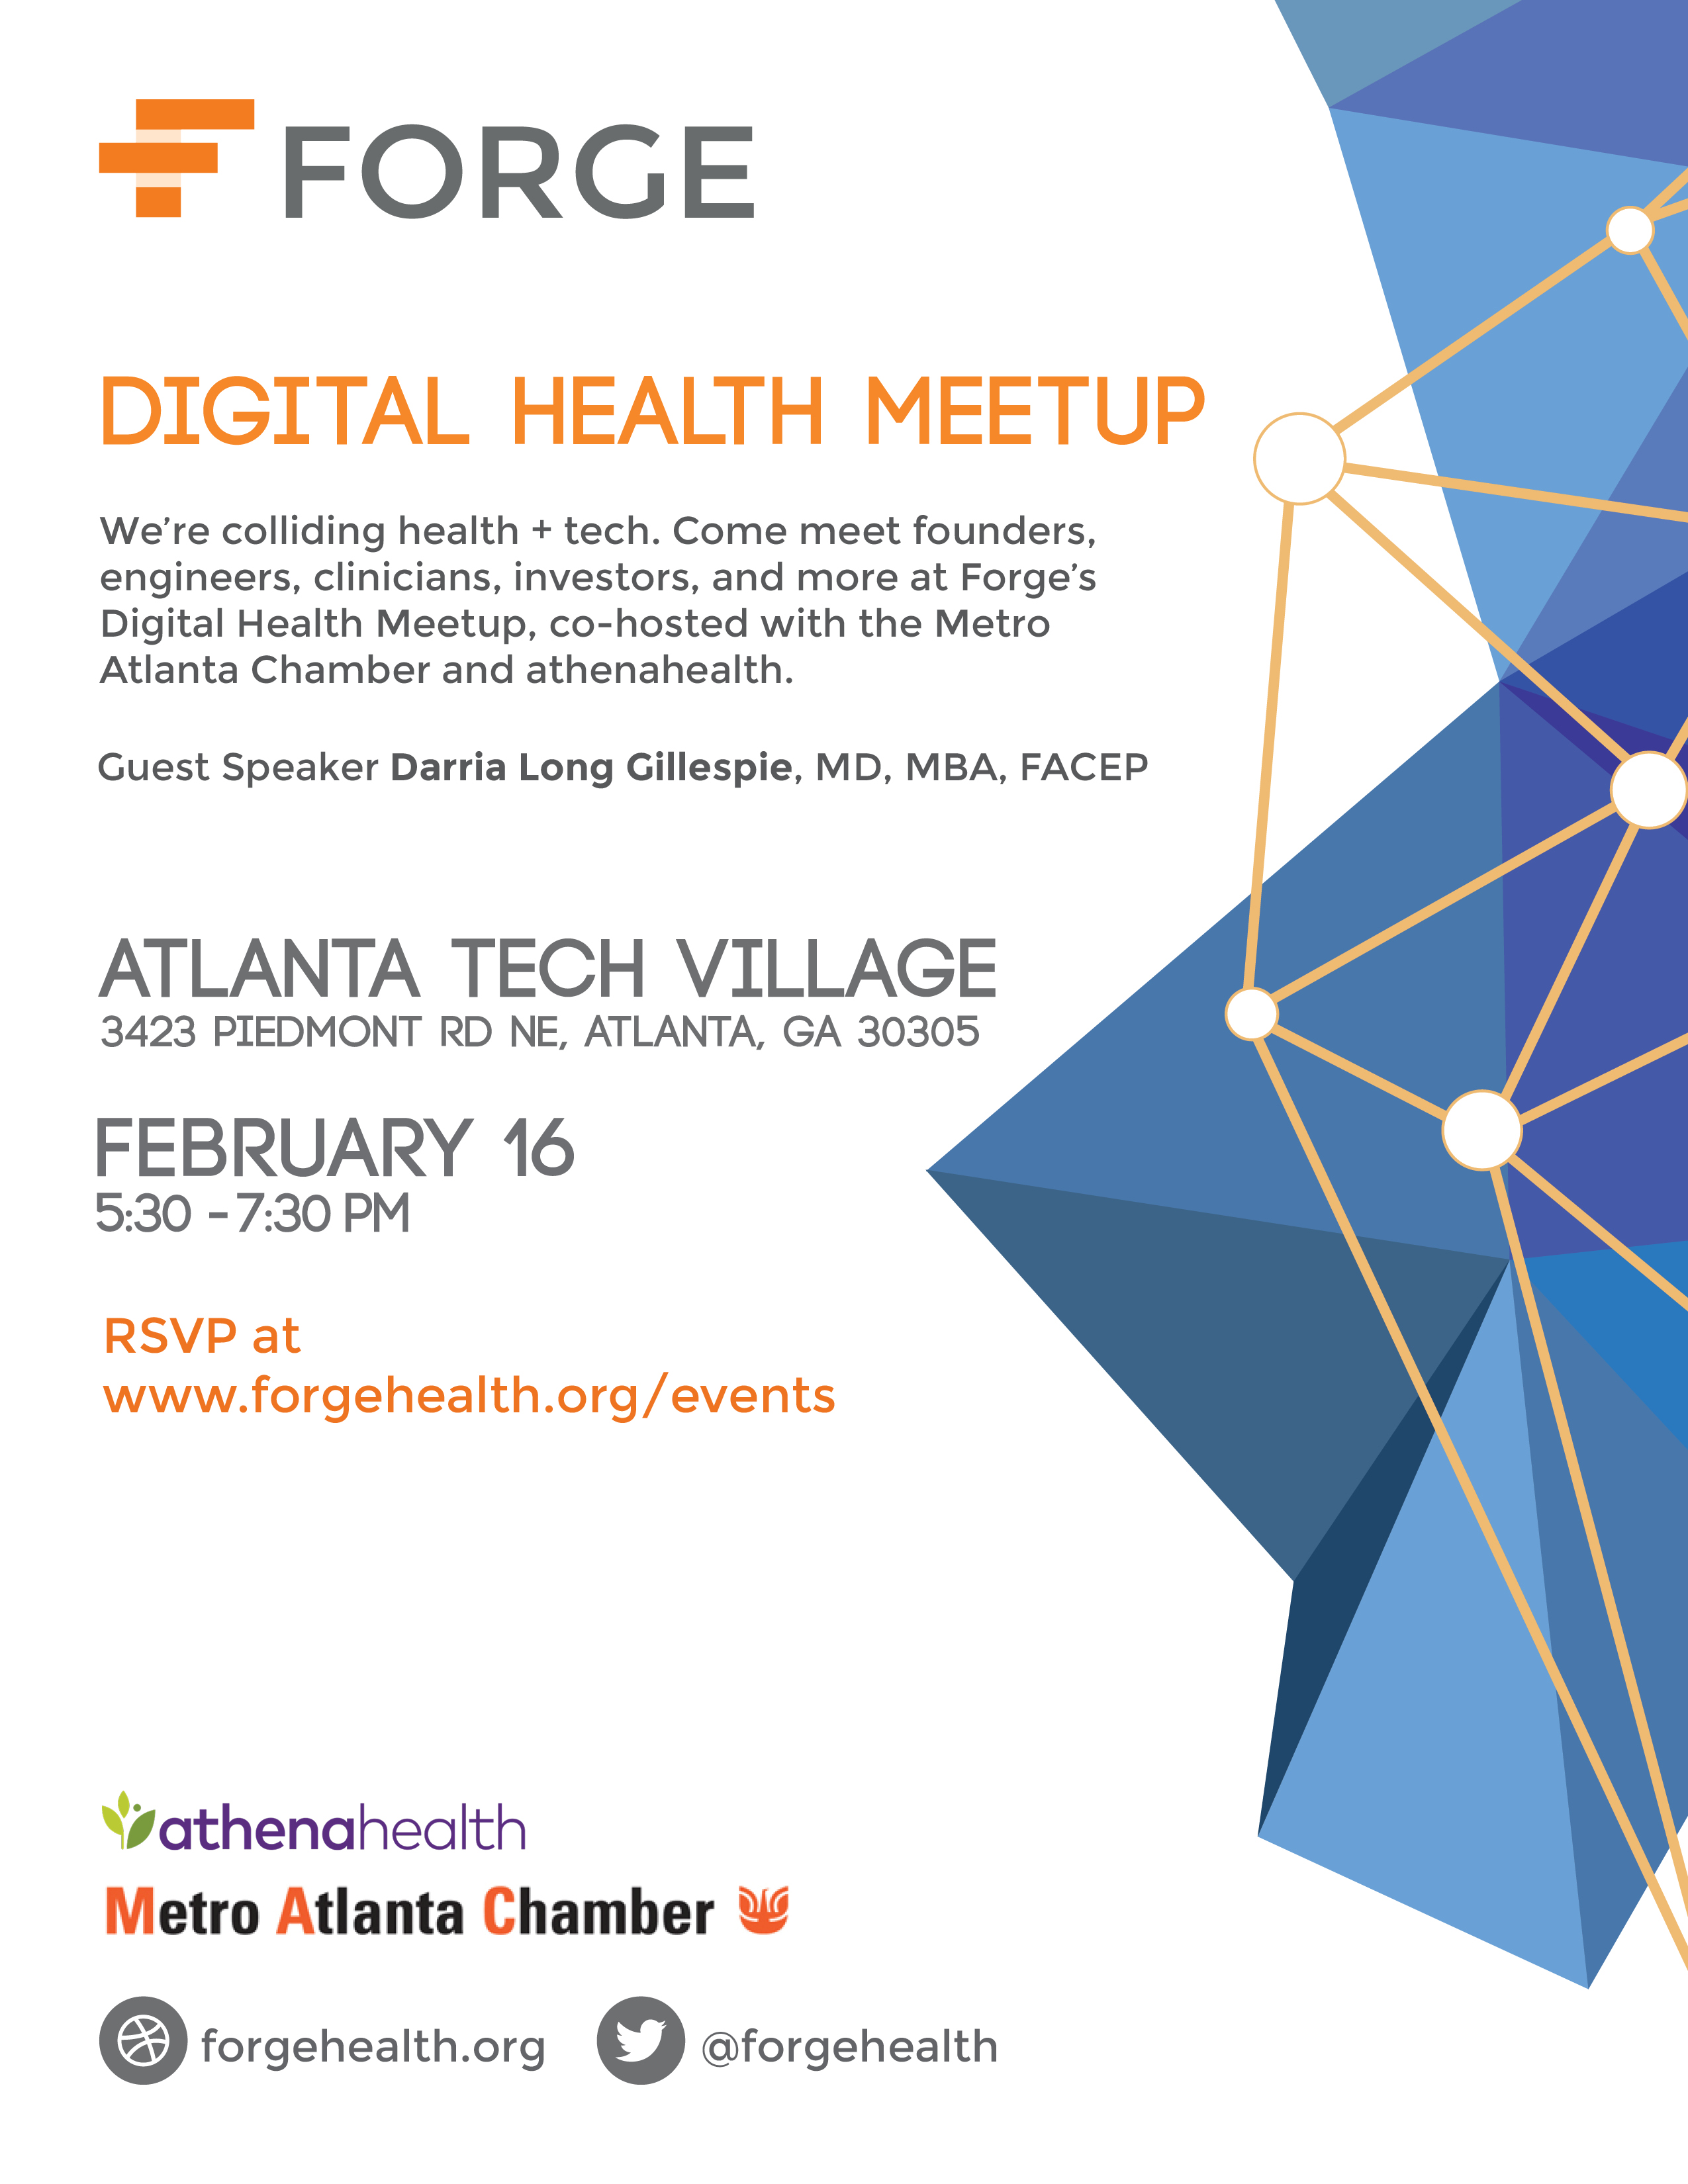 FORGE
DIGITAL HEALTH MEETUP
We're colliding health + tech. Come meet founders,
engineers, clinicians, investors, and more at Forge's
Digital Health Meetup, co-hosted with the Metro
Atlanta Chamber and athenahealth.
Guest Speaker Darria Long Gillespie, MD, MBA, FACEP
ATLANTA TECH VILLAGE
3423 PIEDMONT RD NE, ATLANTA, GA 30305
FEBRUARY 16
5:30 - 7:30 PM
RSVP at
www.forgehealth.org/events
athenahealth
Metro Atlanta Chamber
forgehealth.org @forgehealth